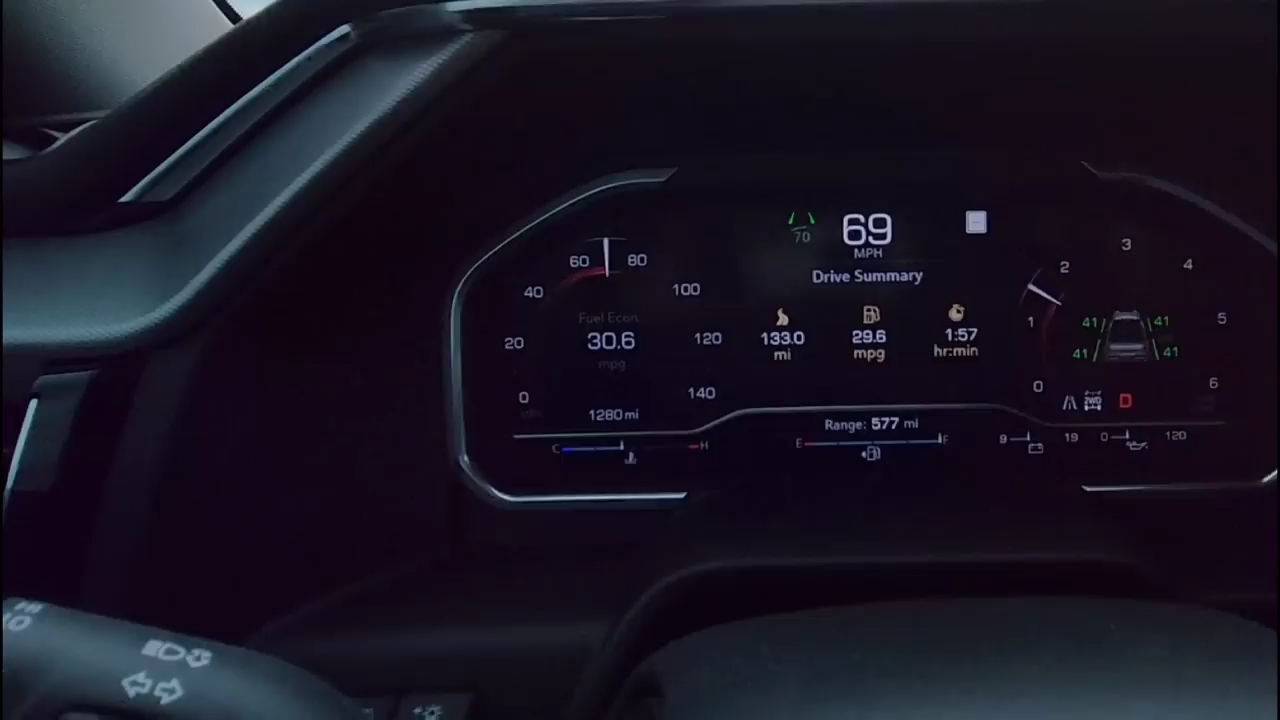 70
69
MPH
Drive Summary
133.0
mi
29.6
mpg
1:57
hr:min
0
20
40
60
80
100
120
140
Fuel Econ
30.6
mpg
1280 mi
C
H
Range: 577 mi
E
F
0
1
2
3
4
5
6
41 41
41 41
2WD
D
9
19
0
120